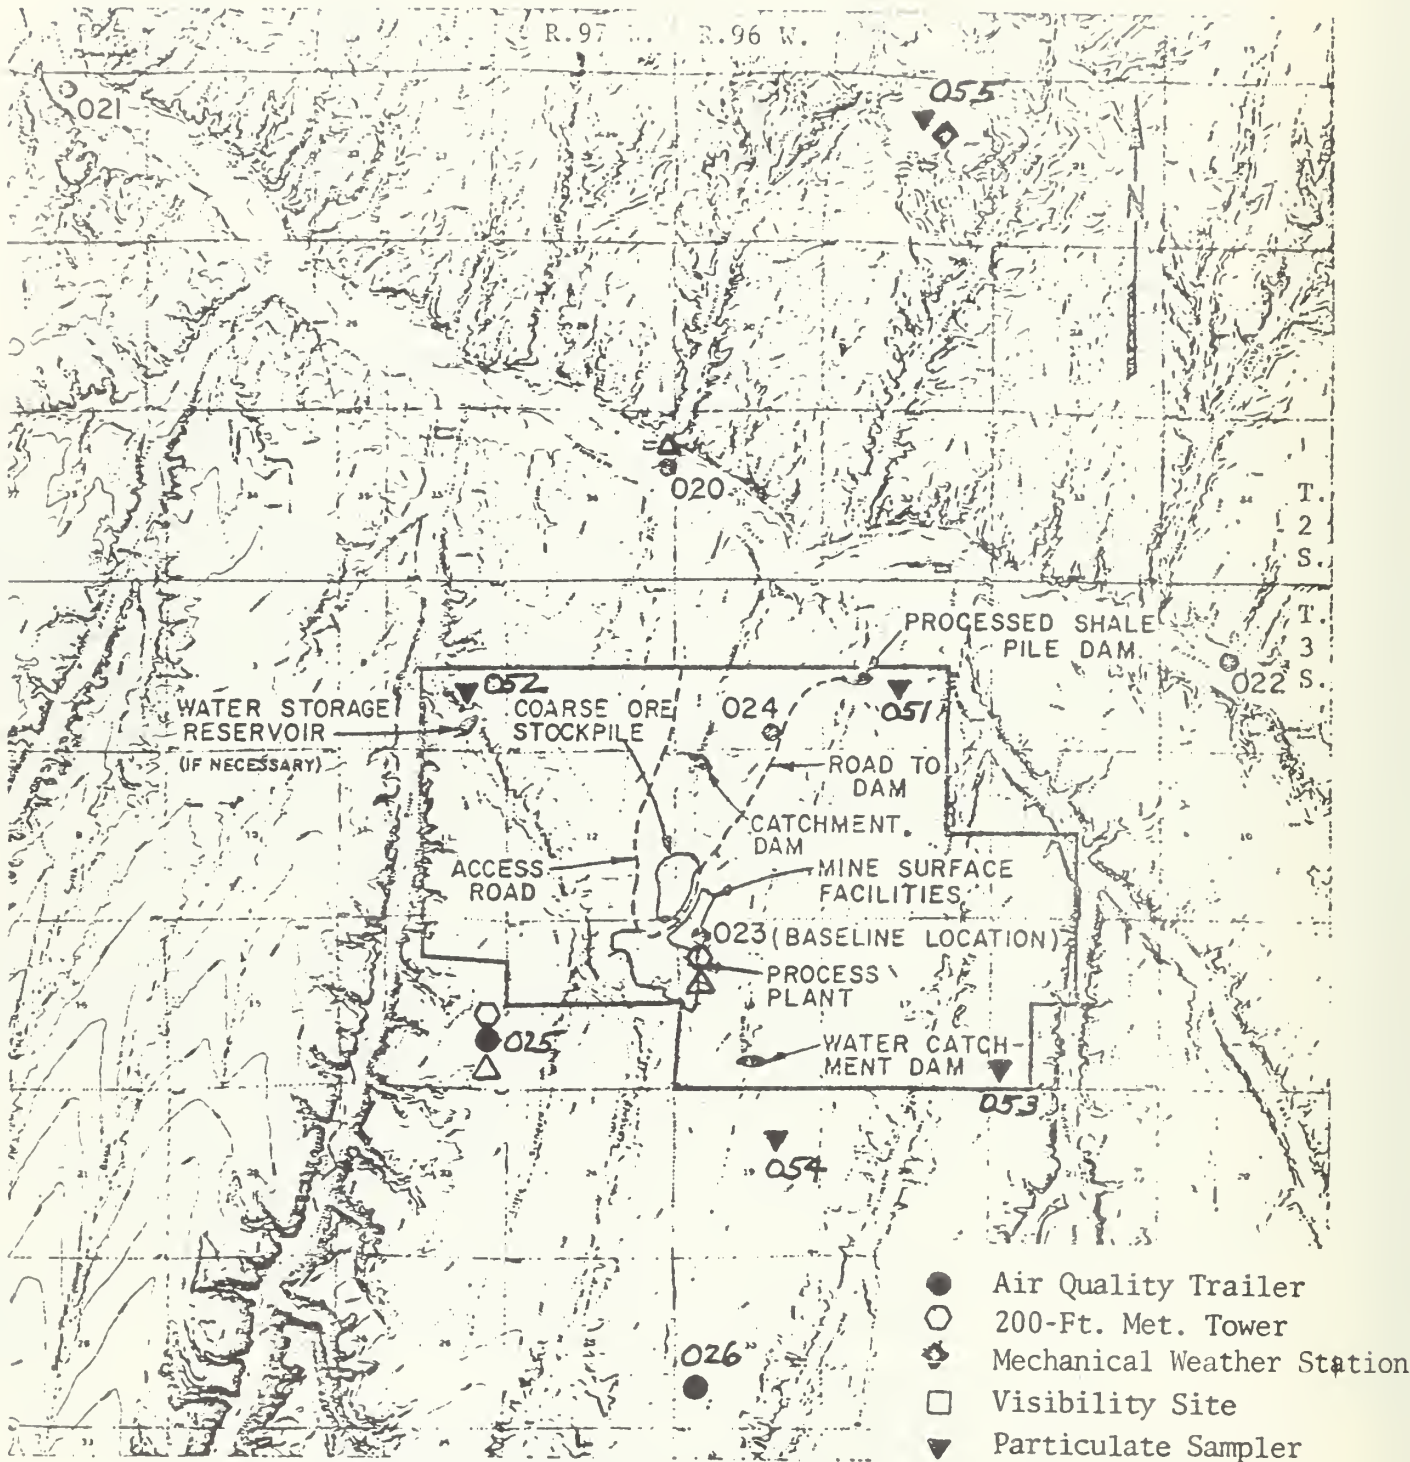 R.97 W. R.96 W.
021
055
N
020
T.
2
S.
T.
3
S.
PROCESSED SHALE
PILE DAM
022
052
051
WATER STORAGE
RESERVOIR
(IF NECESSARY)
COARSE ORE
STOCKPILE
024
ROAD TO
DAM
CATCHMENT
DAM
ACCESS
ROAD
MINE SURFACE
FACILITIES
023 (BASELINE LOCATION)
PROCESS
PLANT
025
WATER CATCH-
MENT DAM
053
054
026
Air Quality Trailer
200-Ft. Met. Tower
Mechanical Weather Station
Visibility Site
Particulate Sampler